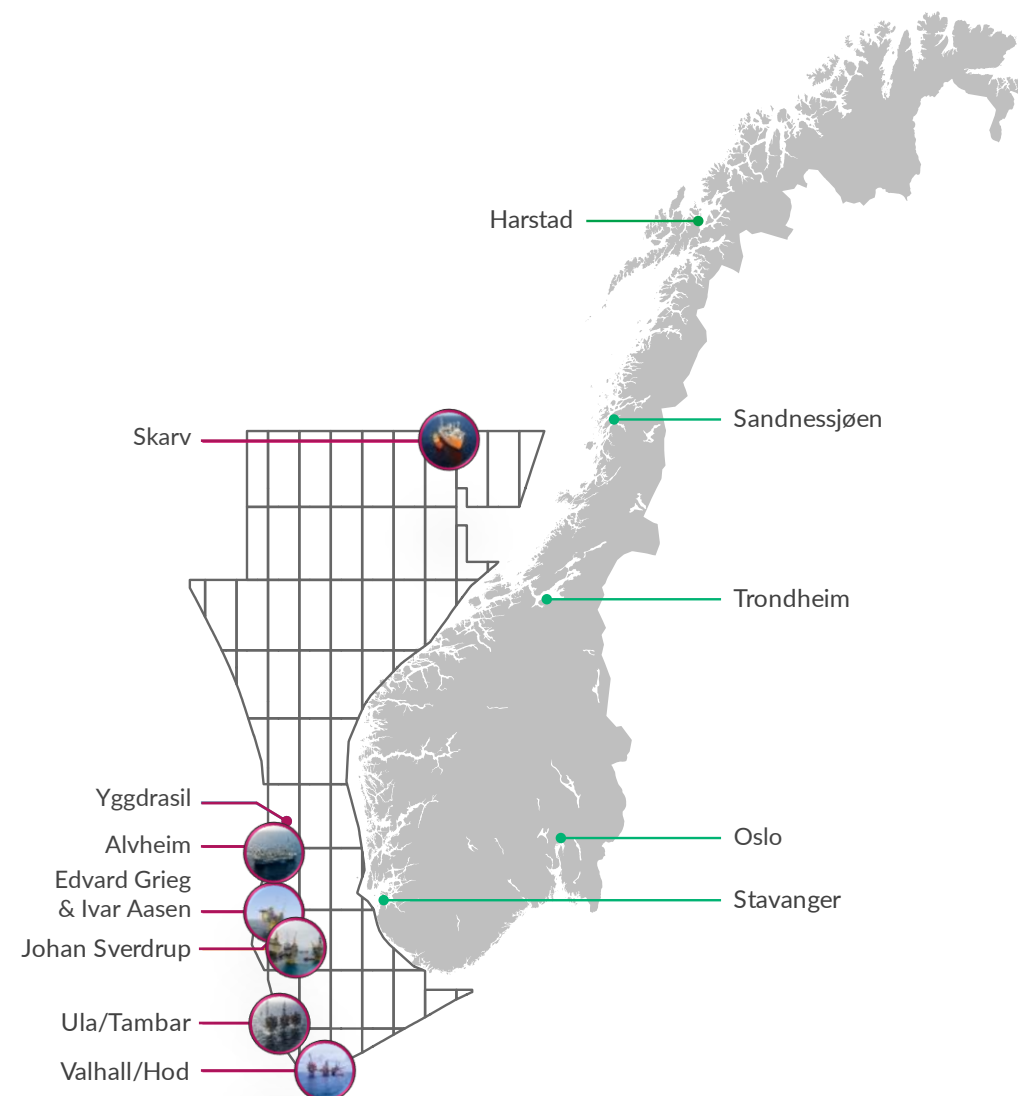 Harstad
Sandnessjøen
Skarv
Trondheim
Yggdrasil
Alvheim
Oslo
Edvard Grieg
& Ivar Aasen
Stavanger
Johan Sverdrup
Ula/Tambar
Valhall/Hod